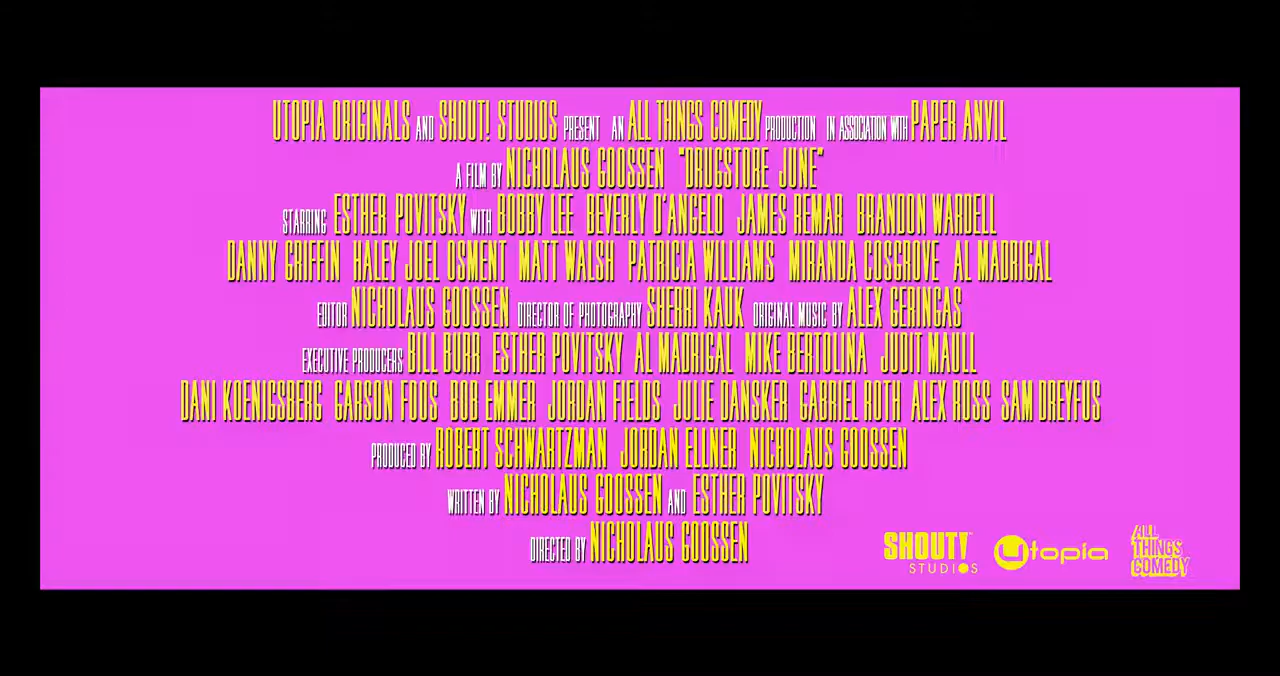 UTOPIA ORIGINALS AND SHOUT! STUDIOS PRESENT AN ALL THINGS COMEDY PRODUCTION IN ASSOCIATION WITH PAPER ANVIL
A FILM BY NICHOLAUS GOOSSEN "DRUGSTORE JUNE"
STARRING ESTHER POVITSKY WITH BOBBY LEE BEVERLY D'ANGELO JAMES REMAR BRANDON WARDELL
DANNY GRIFFIN HALEY JOEL OSMENT MATT WALSH PATRICIA WILLIAMS MIRANDA COSGROVE AL MADRIGAL
EDITOR NICHOLAUS GOOSSEN DIRECTOR OF PHOTOGRAPHY SHERRI KAUK ORIGINAL MUSIC BY ALEX GERINGAS
EXECUTIVE PRODUCERS BILL BURR ESTHER POVITSKY AL MADRIGAL MIKE BERTOLINA JUDIT MAULL
DANI KOENIGSBERG CARSON FOOS BOB EMMER JORDAN FIELDS JULIE DANSKER GABRIEL ROTH ALEX ROSS SAM DREYFUS
PRODUCED BY ROBERT SCHWARTZMAN JORDAN ELLNER NICHOLAUS GOOSSEN
WRITTEN BY NICHOLAUS GOOSSEN AND ESTHER POVITSKY
DIRECTED BY NICHOLAUS GOOSSEN
SHOUT!
STUDIOS
utopia
ALL
THINGS
COMEDY